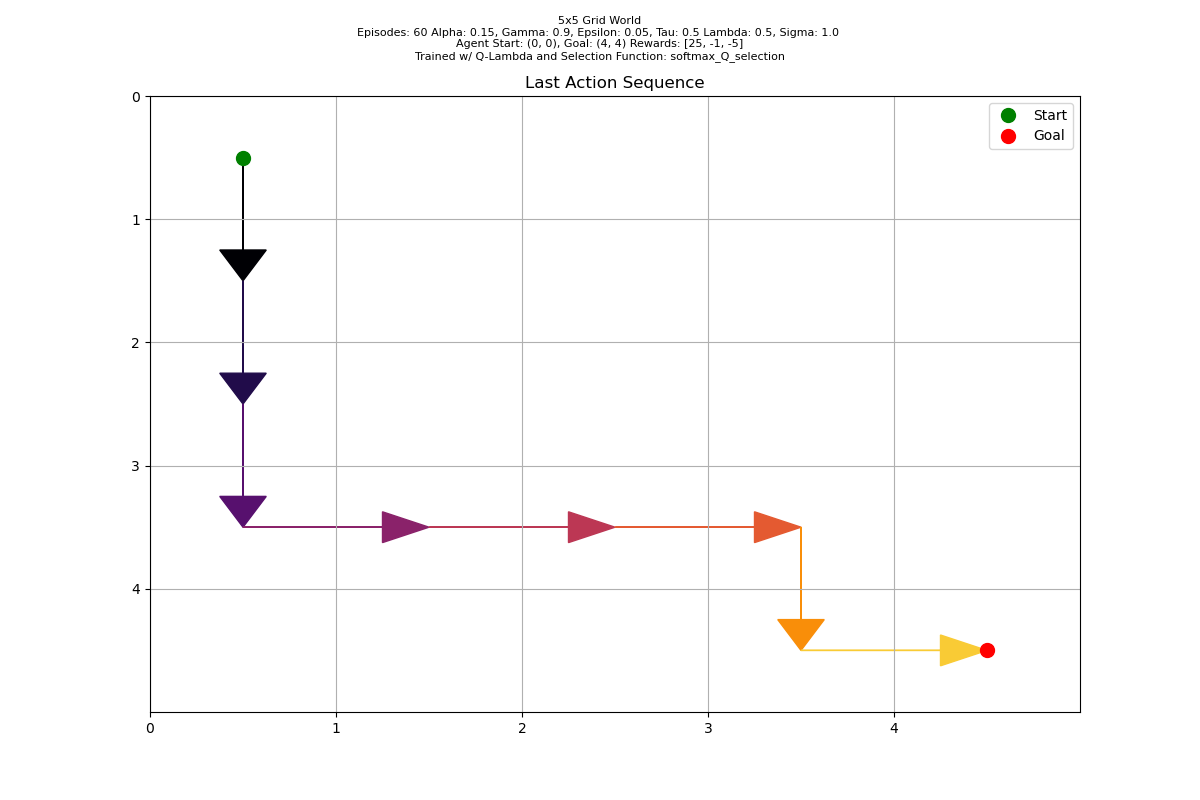 5x5 Grid World
Episodes: 60 Alpha: 0.15, Gamma: 0.9, Epsilon: 0.05, Tau: 0.5 Lambda: 0.5, Sigma: 1.0
Agent Start: (0, 0), Goal: (4, 4) Rewards: [25, -1, -5]
Trained w/ Q-Lambda and Selection Function: softmax_Q_selection
Last Action Sequence
Start
Goal
0
1
2
3
4
0 1 2 3 4